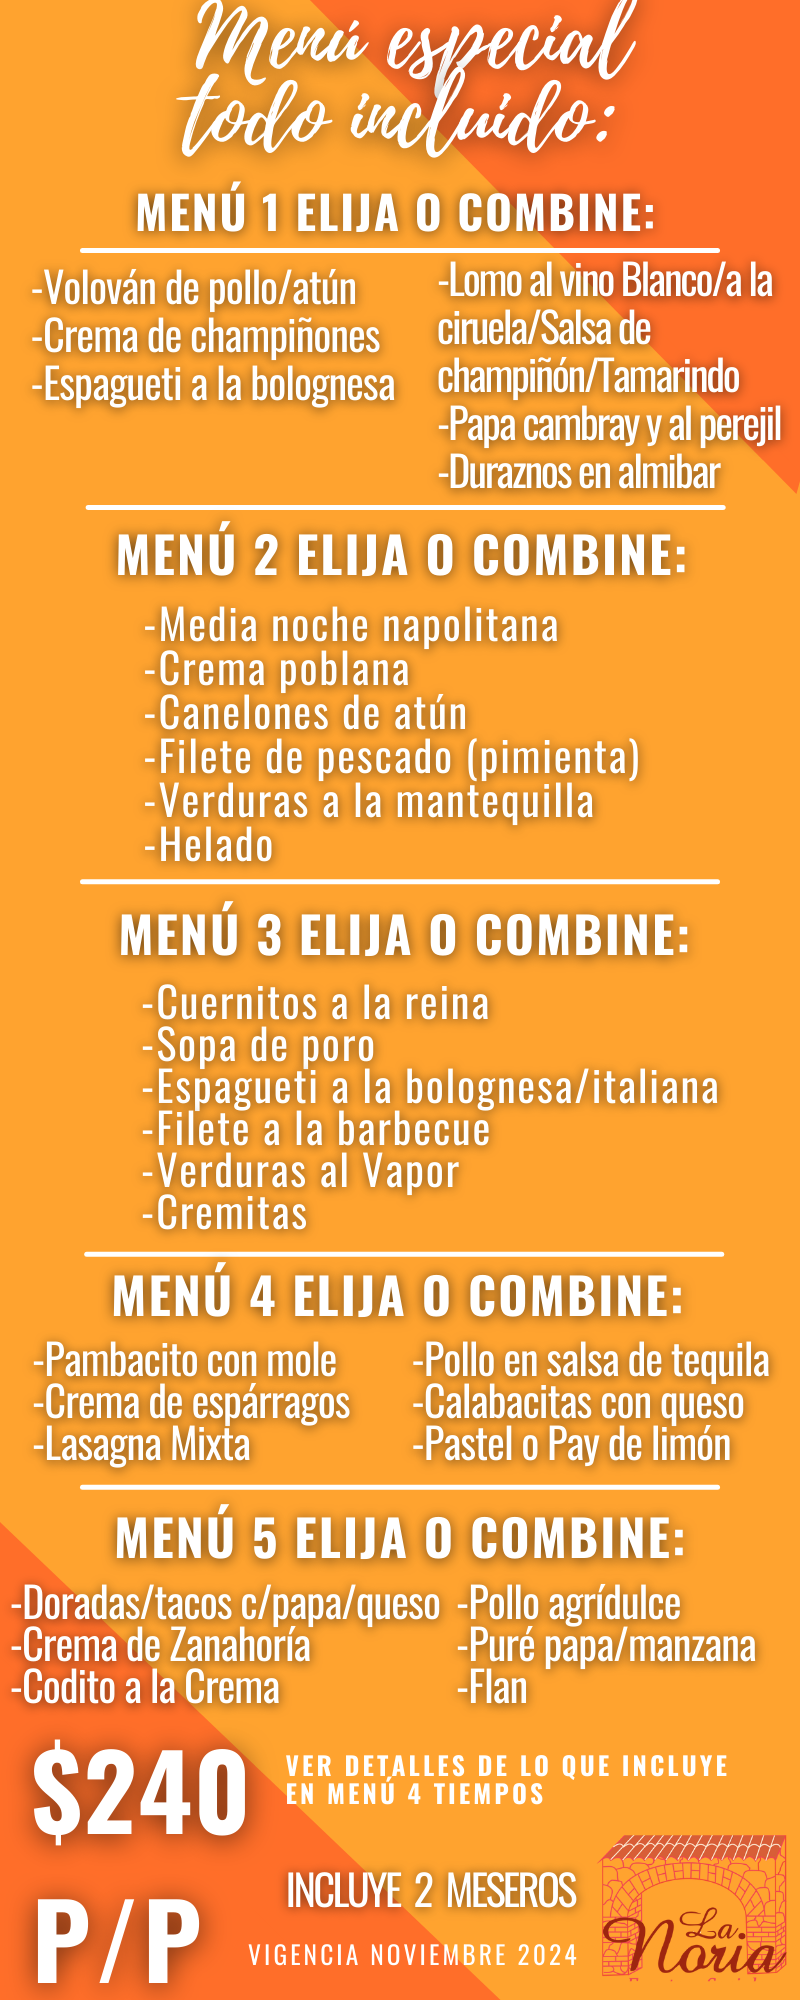 Menú especial
todo incluido:
MENÚ 1 ELIJA O COMBINE:
-Volován de pollo/atún
-Crema de champiñones
-Espagueti a la bolognesa
-Lomo al vino Blanco/a la
ciruela/Salsa de
champiñón/Tamarindo
-Papa cambray y al perejil
-Duraznos en almibar
MENÚ 2 ELIJA O COMBINE:
-Media noche napolitana
-Crema poblana
-Canelones de atún
-Filete de pescado (pimienta)
-Verduras a la mantequilla
-Helado
MENÚ 3 ELIJA O COMBINE:
-Cuernitos a la reina
-Sopa de poro
-Espagueti a la bolognesa/italiana
-Filete a la barbecue
-Verduras al Vapor
-Cremitas
MENÚ 4 ELIJA O COMBINE:
-Pambacito con mole
-Crema de espárragos
-Lasagna Mixta
-Pollo en salsa de tequila
-Calabacitas con queso
-Pastel o Pay de limón
MENÚ 5 ELIJA O COMBINE:
-Doradas/tacos c/papa/queso
-Crema de Zanahoría
-Codito a la Crema
-Pollo agrídulce
-Puré papa/manzana
-Flan
$240
P/P
VER DETALLES DE LO QUE INCLUYE
EN MENÚ 4 TIEMPOS
INCLUYE 2 MESEROS
VIGENCIA NOVIEMBRE 2024
La
Noria